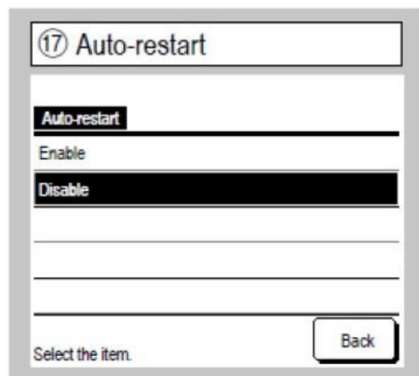 ⑰ Auto-restart
Auto-restart
Enable
Disable
Select the item.
Back